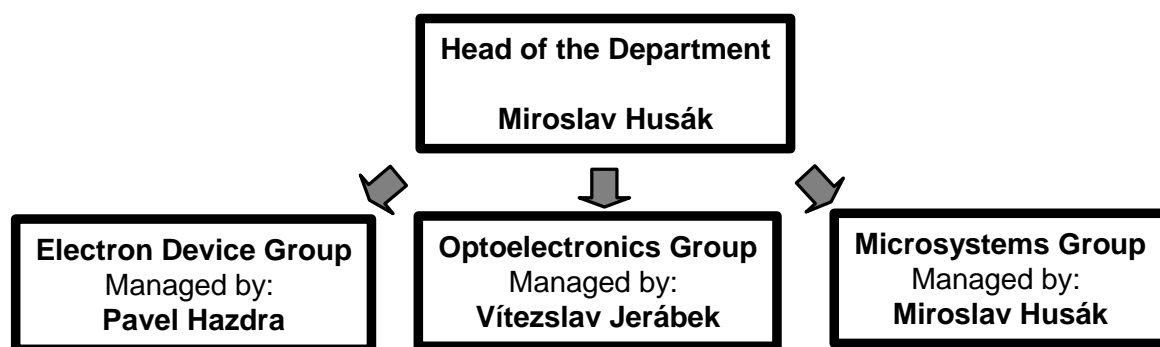 Head of the Department
Miroslav Husák
Electron Device Group
Managed by:
Pavel Hazdra
Optoelectronics Group
Managed by:
Vítezslav Jerábek
Microsystems Group
Managed by:
Miroslav Husák